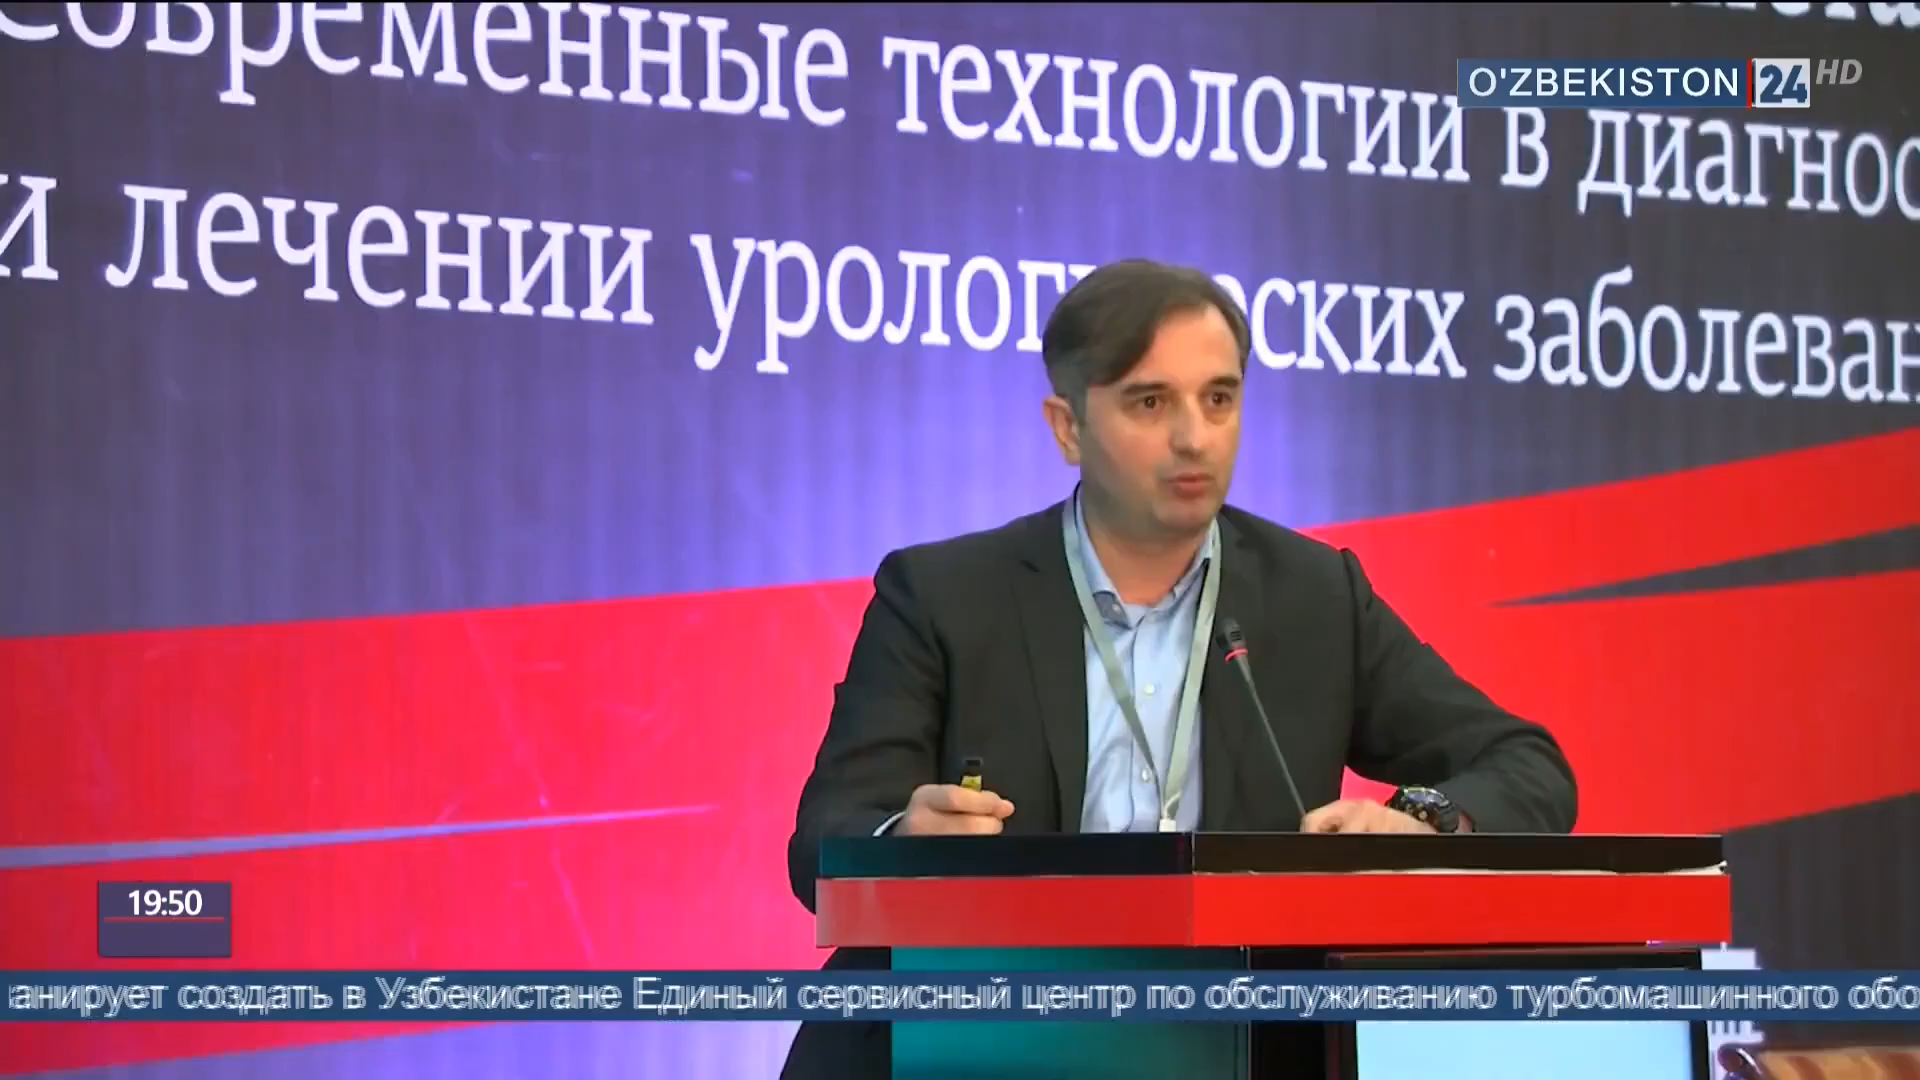 Современные технологии в диагнос
и лечении урологических заболеван
O'ZBEKISTON 24 HD
19:50
анирует создать в Узбекистане Единый сервисный центр по обслуживанию турбомашинного обо